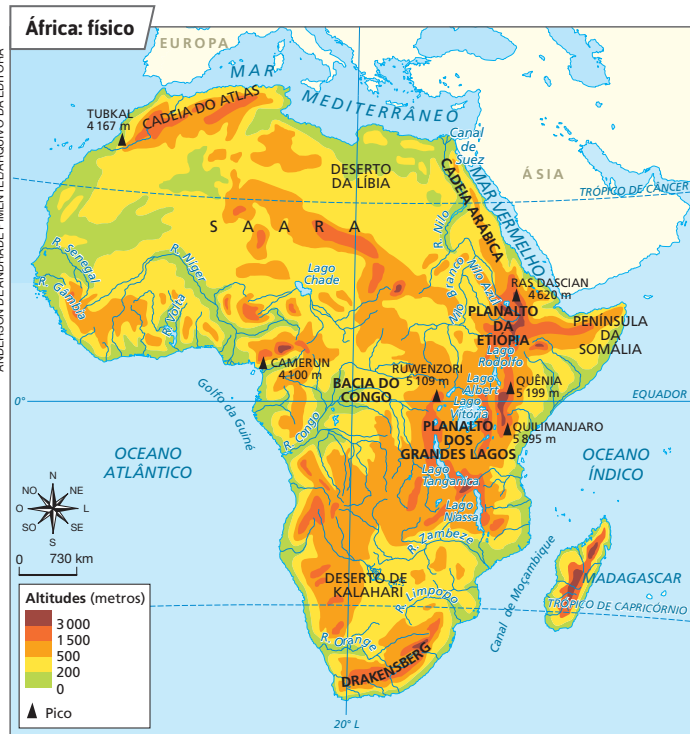 África: físico
ANDERSON DE ANDRADE PIMENTEL/ARQUIVO DA EDITORA
EUROPA
MAR
MEDITERRÂNEO
TUBKAL
4 167 m
CADEIA DO ATLAS
Canal
de
Suez
ÁSIA
DESERTO
DA LÍBIA
CADEIA ARÁBICA
MAR VERMELHO
TRÓPICO DE CÂNCER
SAARA
R. Nilo
R. Senegal
R. Gâmbia
R. Níger
R. Volta
Lago
Chade
Nilo Branco
Nilo Azul
RAS DASCIAN
4 620 m
PLANALTO
DA
ETIÓPIA
PENÍNSULA
DA
SOMÁLIA
CAMERUN
4 100 m
RUWENZORI
5 109 m
Lago
Rodolfo
BACIA DO
CONGO
Lago
Albert
QUÊNIA
5 199 m
Lago
Vitória
0°
EQUADOR
Golfo da Guiné
R. Congo
PLANALTO
DOS
GRANDES LAGOS
QUILIMANJARO
5 895 m
OCEANO
ATLÂNTICO
OCEANO
ÍNDICO
Lago
Tanganica
Lago
Niassa
N
NO
NE
O
L
SO
SE
S
0
730 km
R. Zambeze
Canal de Moçambique
MADAGASCAR
DESERTO DE
KALAHARI
R. Limpopo
TRÓPICO DE CAPRICÓRNIO
R. Orange
DRAKENSBERG
Altitudes (metros)
3 000
1 500
500
200
0
Pico
20° L